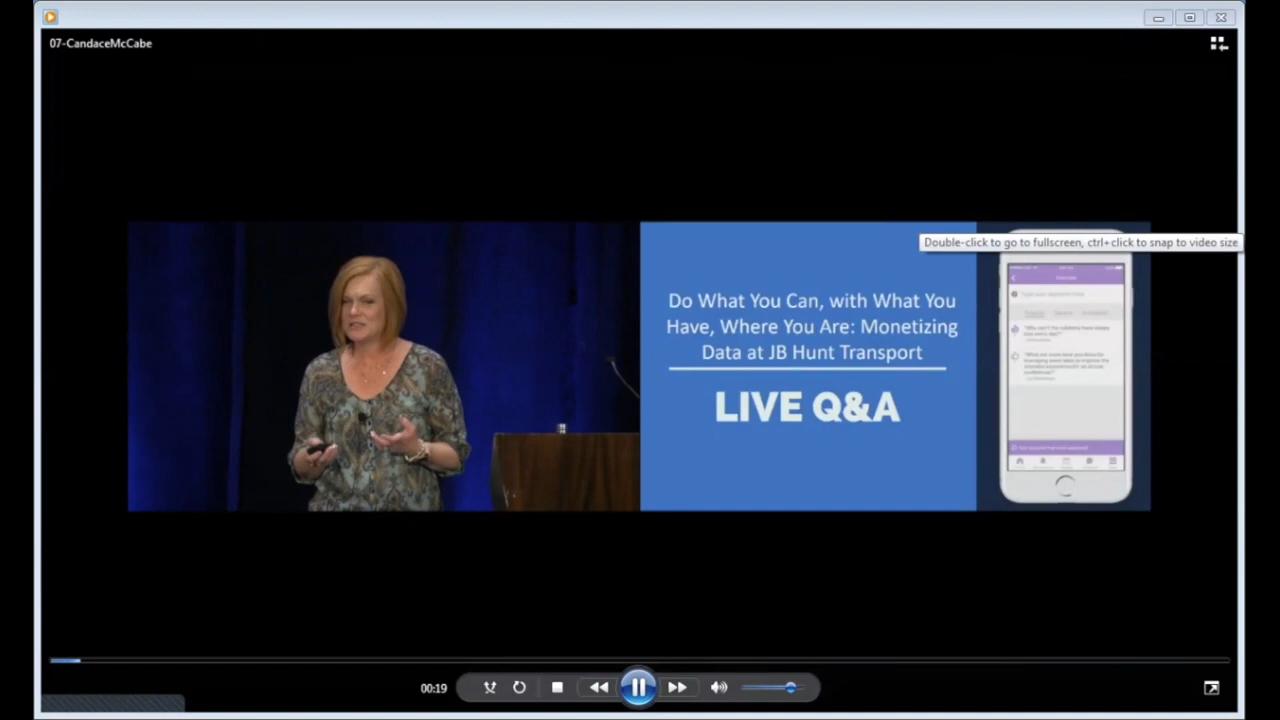 07-CandaceMcCabe
Double-click to go to fullscreen, ctrl+click to snap to video size
Do What You Can, with What You
Have, Where You Are: Monetizing
Data at JB Hunt Transport
LIVE Q&A
00:19